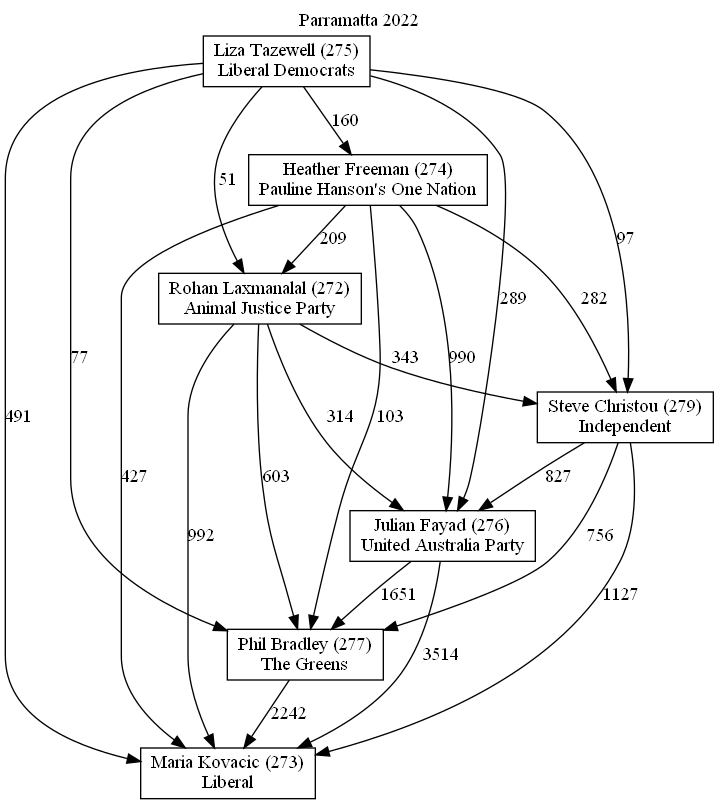 Parramatta 2022
Liza Tazewell (275)
Liberal Democrats
160
Heather Freeman (274)
Pauline Hanson's One Nation
51
97
209
Rohan Laxmanalal (272)
Animal Justice Party
289
282
77
343
990
Steve Christou (279)
Independent
491
314
103
427
603
827
Julian Fayad (276)
United Australia Party
992
756
1651
1127
Phil Bradley (277)
The Greens
3514
2242
Maria Kovacic (273)
Liberal